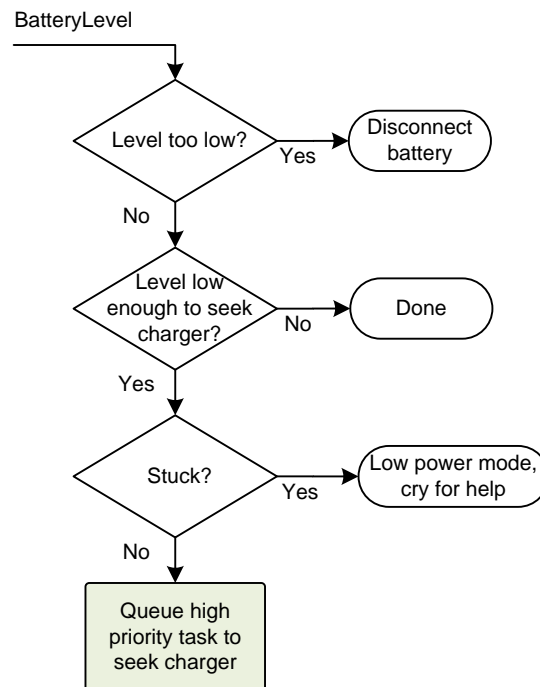 BatteryLevel
Level too low?
Yes
Disconnect
battery
No
Level low
enough to seek
charger?
No
Done
Yes
Stuck?
Yes
Low power mode,
cry for help
No
Queue high
priority task to
seek charger